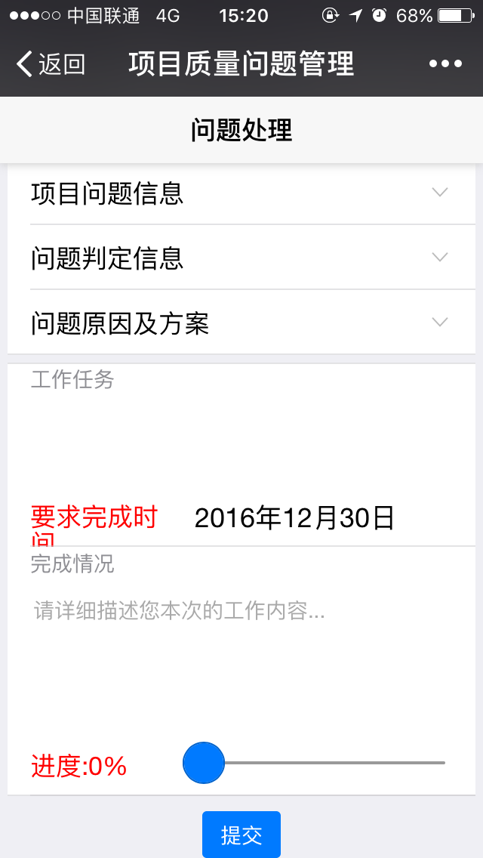 中国联通 4G 15:20 68%
返回 项目质量问题管理
问题处理
项目问题信息
问题判定信息
问题原因及方案
工作任务
要求完成时间 2016年12月30日
完成情况
请详细描述您本次的工作内容...
进度:0%
提交